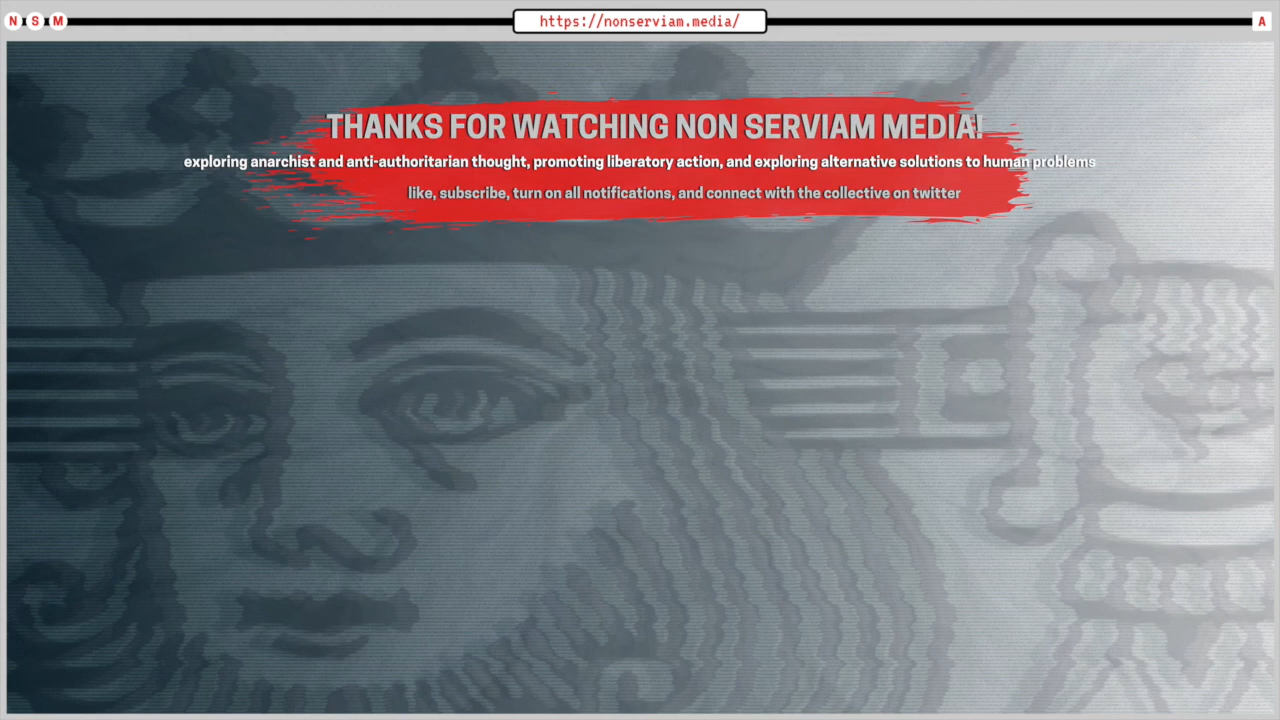 N S M https://nonserviam.media/ A
THANKS FOR WATCHING NON SERVIAM MEDIA!
exploring anarchist and anti-authoritarian thought, promoting liberatory action, and exploring alternative solutions to human problems
like, subscribe, turn on all notifications, and connect with the collective on twitter